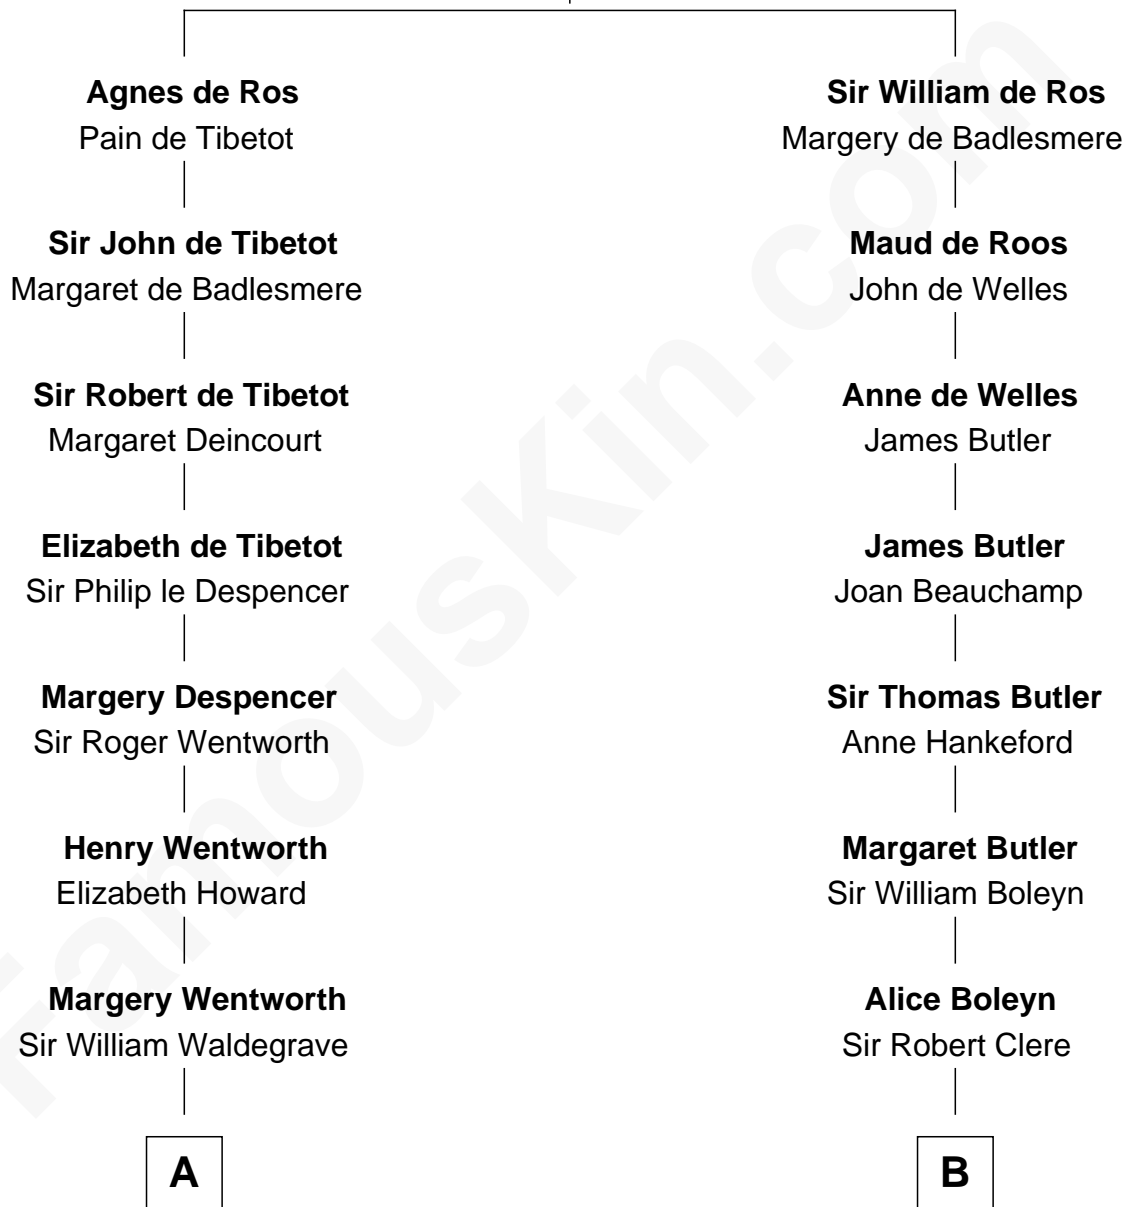 Agnes de Ros
Pain de Tibetot
Sir John de Tibetot
Margaret de Badlesmere
Sir Robert de Tibetot
Margaret Deincourt
Elizabeth de Tibetot
Sir Philip le Despencer
Margery Despencer
Sir Roger Wentworth
Henry Wentworth
Elizabeth Howard
Margery Wentworth
Sir William Waldegrave
A
Sir William de Ros
Margery de Badlesmere
Maud de Roos
John de Welles
Anne de Welles
James Butler
James Butler
Joan Beauchamp
Sir Thomas Butler
Anne Hankeford
Margaret Butler
Sir William Boleyn
Alice Boleyn
Sir Robert Clere
B
FamousKin.com